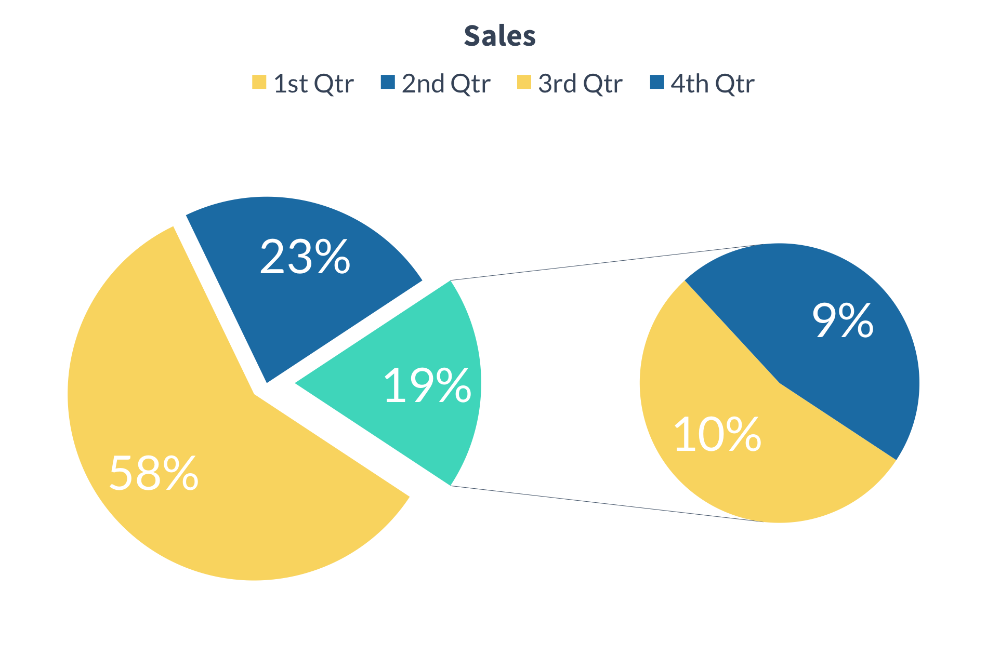 Sales
1st Qtr 2nd Qtr 3rd Qtr 4th Qtr
23%
9%
19%
10%
58%